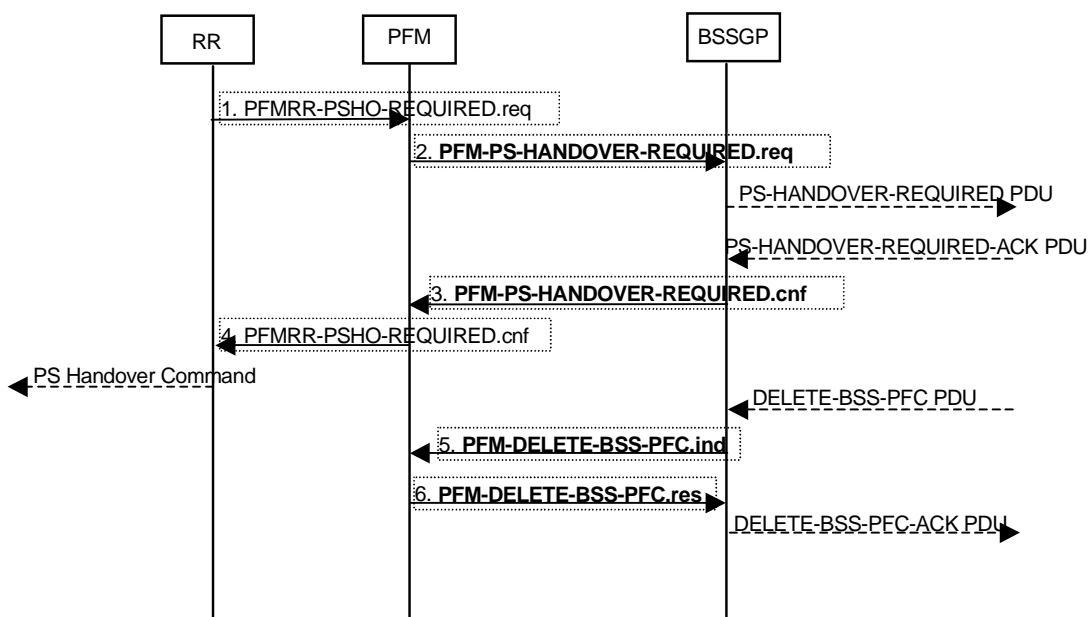 RR
PFM
BSSGP
1. PFMRR-PSHO-REQUIRED.req
2. PFM-PS-HANDOVER-REQUIRED.req
PS-HANDOVER-REQUIRED PDU
PS-HANDOVER-REQUIRED-ACK PDU
3. PFM-PS-HANDOVER-REQUIRED.cnf
4. PFMRR-PSHO-REQUIRED.cnf
PS Handover Command
DELETE-BSS-PFC PDU
5. PFM-DELETE-BSS-PFC.ind
6. PFM-DELETE-BSS-PFC.res
DELETE-BSS-PFC-ACK PDU